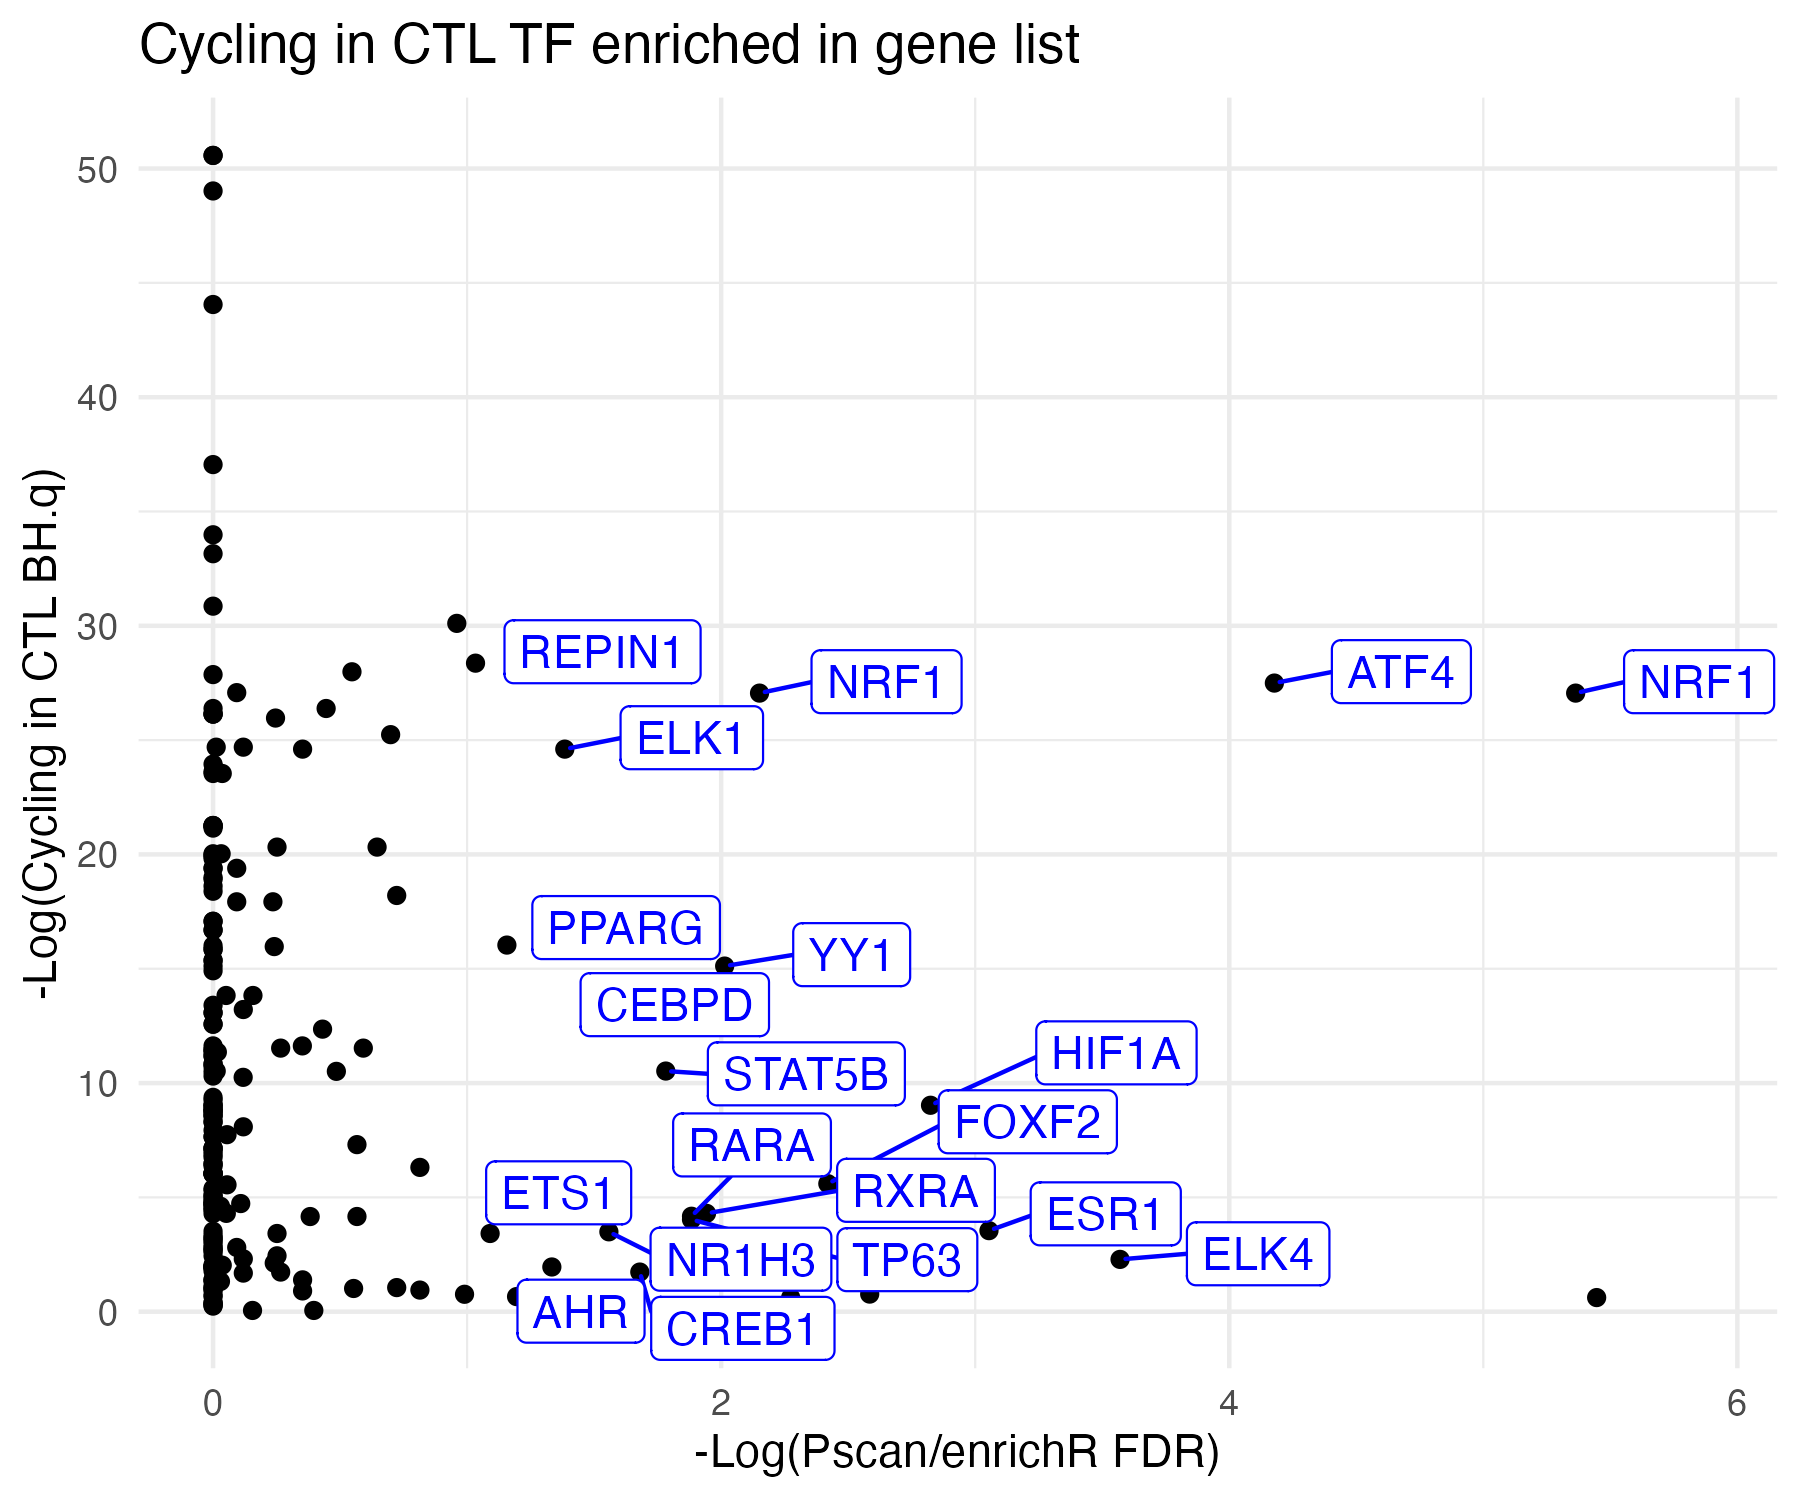 Cycling in CTL TF enriched in gene list
-Log(Cycling in CTL BH.q)
50
40
30
20
10
0
REPIN1
NRF1
ATF4
NRF1
ELK1
PPARG
YY1
CEBPD
STAT5B
HIF1A
FOXF2
RARA
ETS1
RXRA
ESR1
NR1H3
TP63
ELK4
AHR
CREB1
0
2
4
6
-Log(Pscan/enrichR FDR)